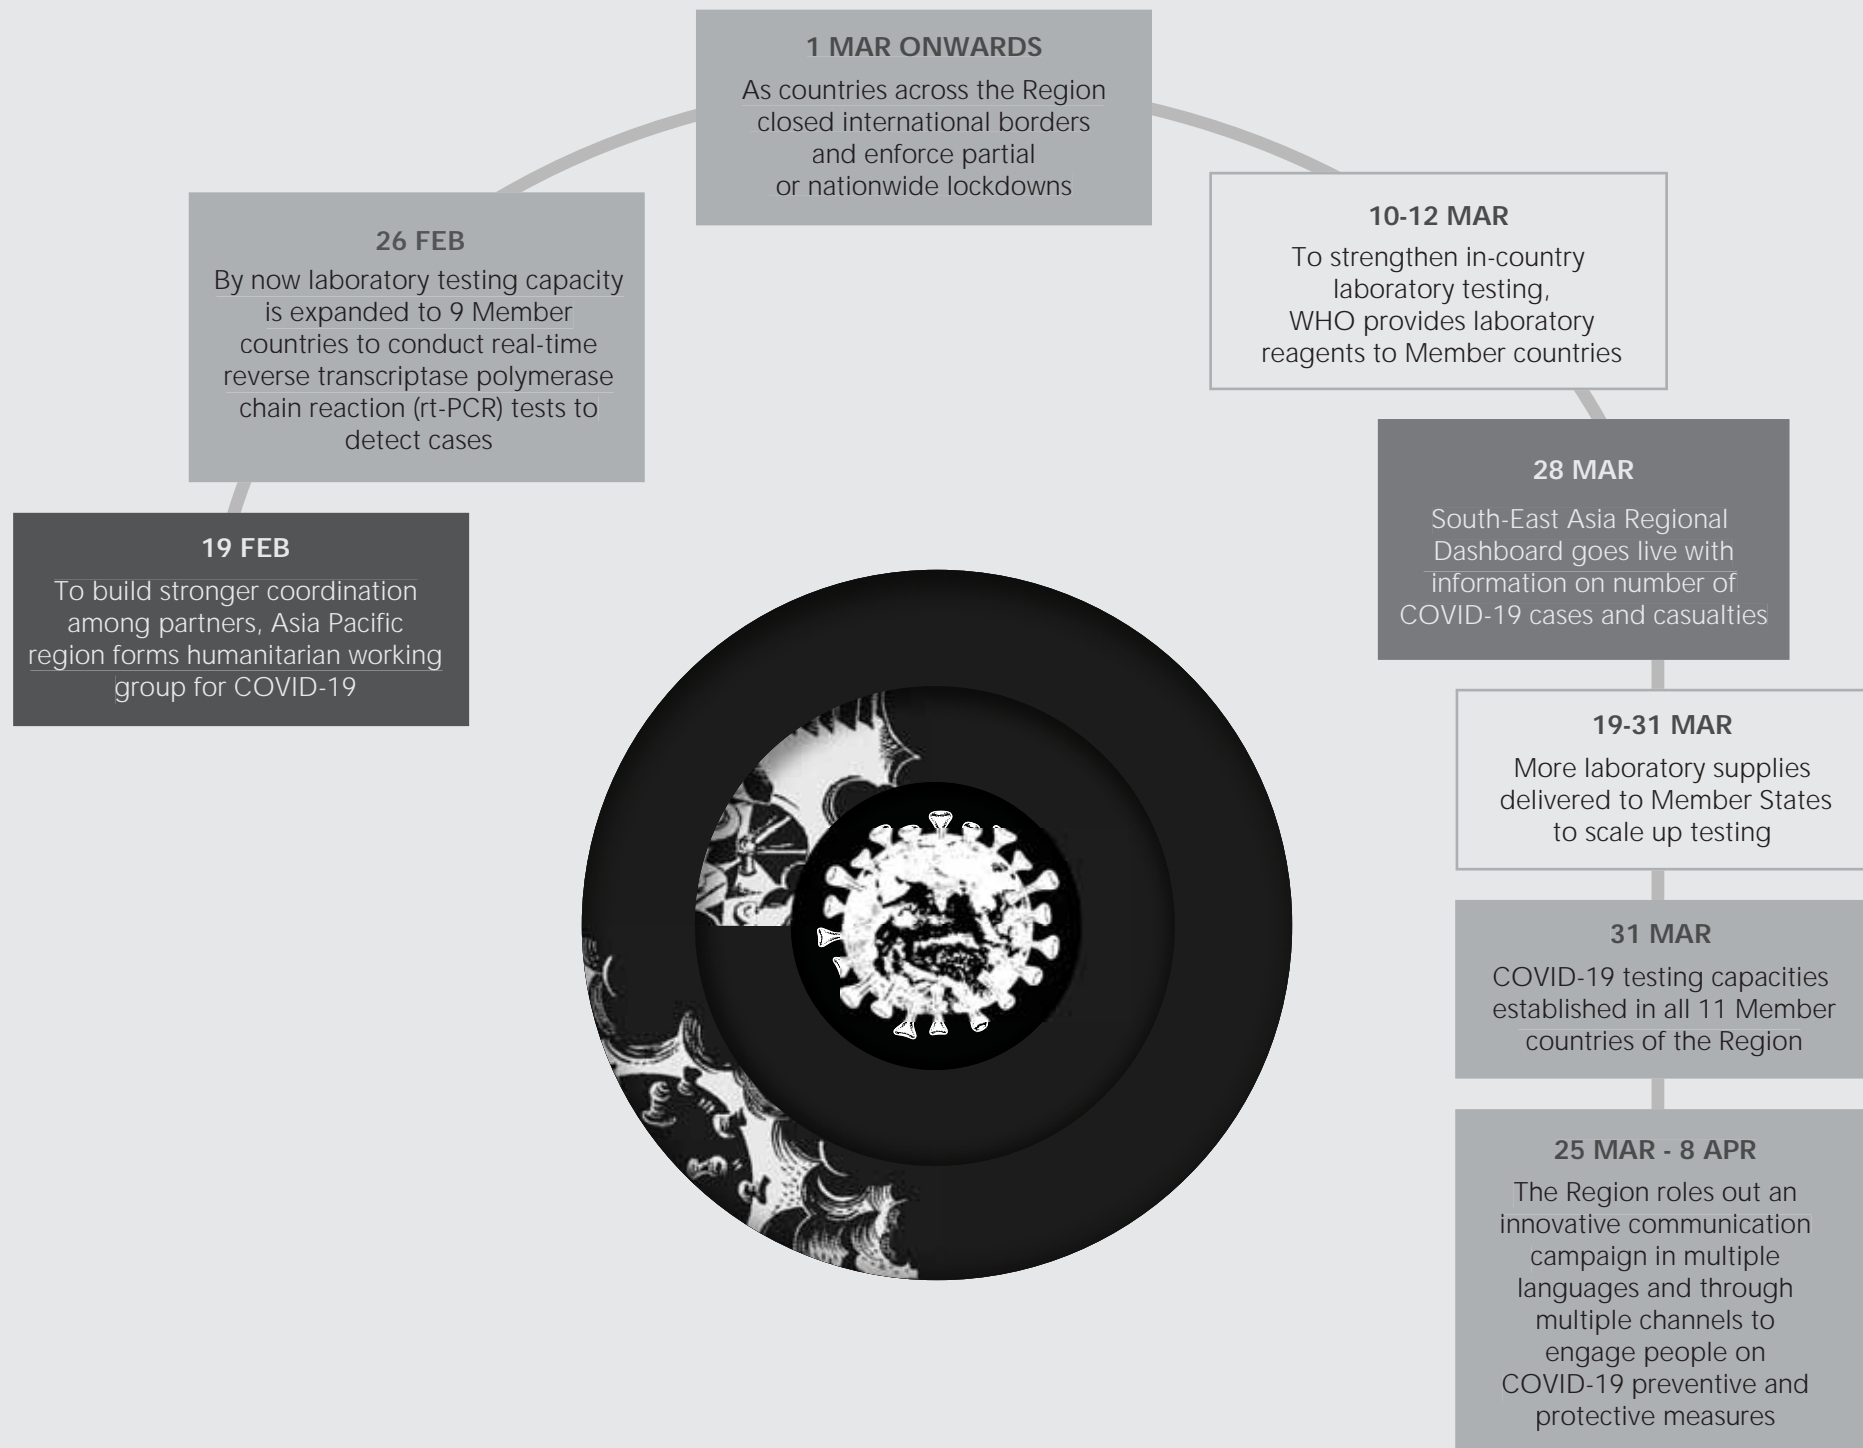 1 MAR ONWARDS
As countries across the Region
closed international borders
and enforce partial
or nationwide lockdowns
26 FEB
By now laboratory testing capacity
is expanded to 9 Member
countries to conduct real-time
reverse transcriptase polymerase
chain reaction (rt-PCR) tests to
detect cases
19 FEB
To build stronger coordination
among partners, Asia Pacific
region forms humanitarian working
group for COVID-19
10-12 MAR
To strengthen in-country
laboratory testing,
WHO provides laboratory
reagents to Member countries
28 MAR
South-East Asia Regional
Dashboard goes live with
information on number of
COVID-19 cases and casualties
19-31 MAR
More laboratory supplies
delivered to Member States
to scale up testing
31 MAR
COVID-19 testing capacities
established in all 11 Member
countries of the Region
25 MAR - 8 APR
The Region roles out an
innovative communication
campaign in multiple
languages and through
multiple channels to
engage people on
COVID-19 preventive and
protective measures